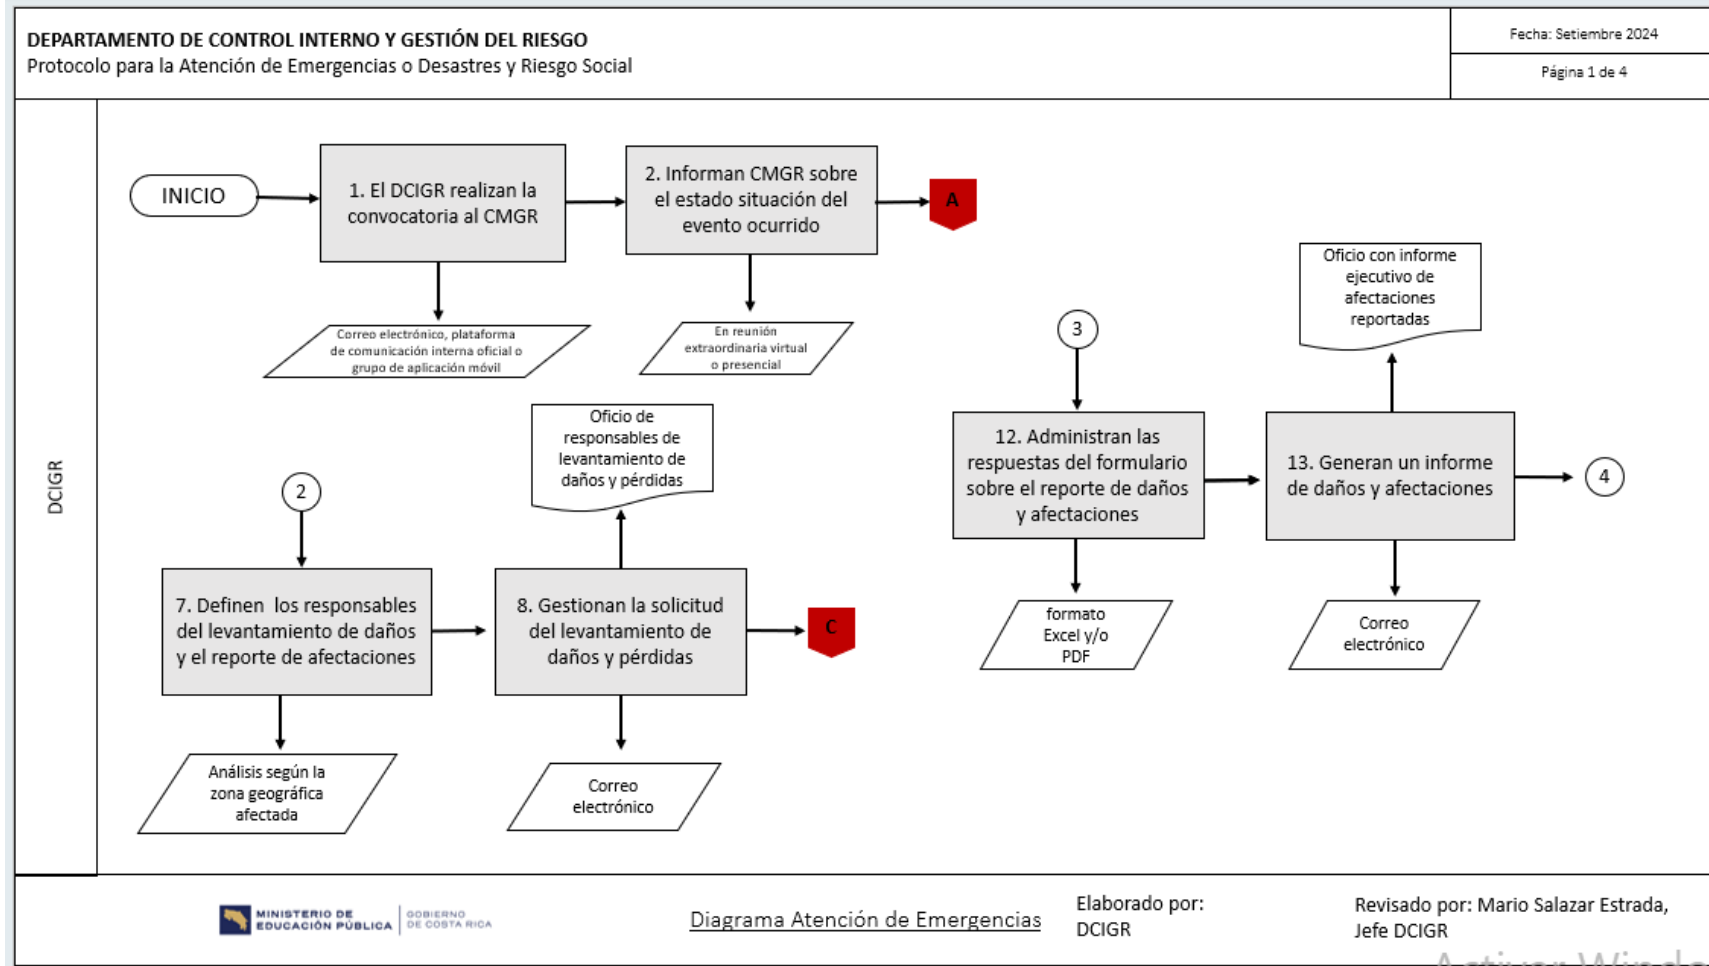 DEPARTAMENTO DE CONTROL INTERNO Y GESTIÓN DEL RIESGO
Protocolo para la Atención de Emergencias o Desastres y Riesgo Social
Fecha: Setiembre 2024
Página 1 de 4
DCIGR
INICIO
1. El DCIGR realizan la
convocatoria al CMGR
2. Informan CMGR sobre
el estado situación del
evento ocurrido
A
Correo electrónico, plataforma
de comunicación interna oficial o
grupo de aplicación móvil
En reunión
extraordinaria virtual
o presencial
2
7. Definen los responsables
del levantamiento de daños
y el reporte de afectaciones
Análisis según la
zona geográfica
afectada
Oficio de
responsables de
levantamiento de
daños y pérdidas
8. Gestionan la solicitud
del levantamiento de
daños y pérdidas
Correo
electrónico
C
3
12. Administran las
respuestas del formulario
sobre el reporte de daños
y afectaciones
formato
Excel y/o
PDF
Oficio con informe
ejecutivo de
afectaciones
reportadas
13. Generan un informe
de daños y afectaciones
Correo
electrónico
4
MINISTERIO DE
EDUCACIÓN PÚBLICA
GOBIERNO
DE COSTA RICA
Diagrama Atención de Emergencias
Elaborado por:
DCIGR
Revisado por: Mario Salazar Estrada,
Jefe DCIGR